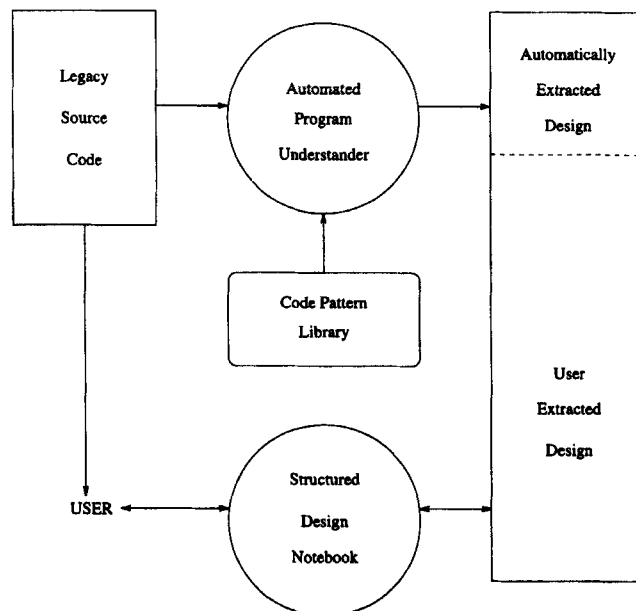 Legacy
Source
Code
Automated
Program
Understander
Automatically
Extracted
Design
Code Pattern
Library
User
Extracted
Design
USER
Structured
Design
Notebook